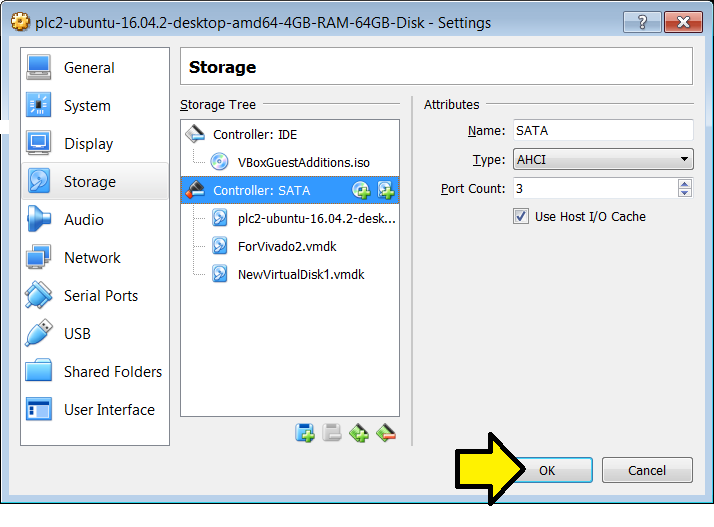 plc2-ubuntu-16.04.2-desktop-amd64-4GB-RAM-64GB-Disk - Settings
General
System
Display
Storage
Audio
Network
Serial Ports
USB
Shared Folders
User Interface
Storage
Storage Tree
Controller: IDE
VBoxGuestAdditions.iso
Controller: SATA
plc2-ubuntu-16.04.2-desk...
ForVivado2.vmdk
NewVirtualDisk1.vmdk
Attributes
Name: SATA
Type: AHCI
Port Count: 3
Use Host I/O Cache
OK
Cancel